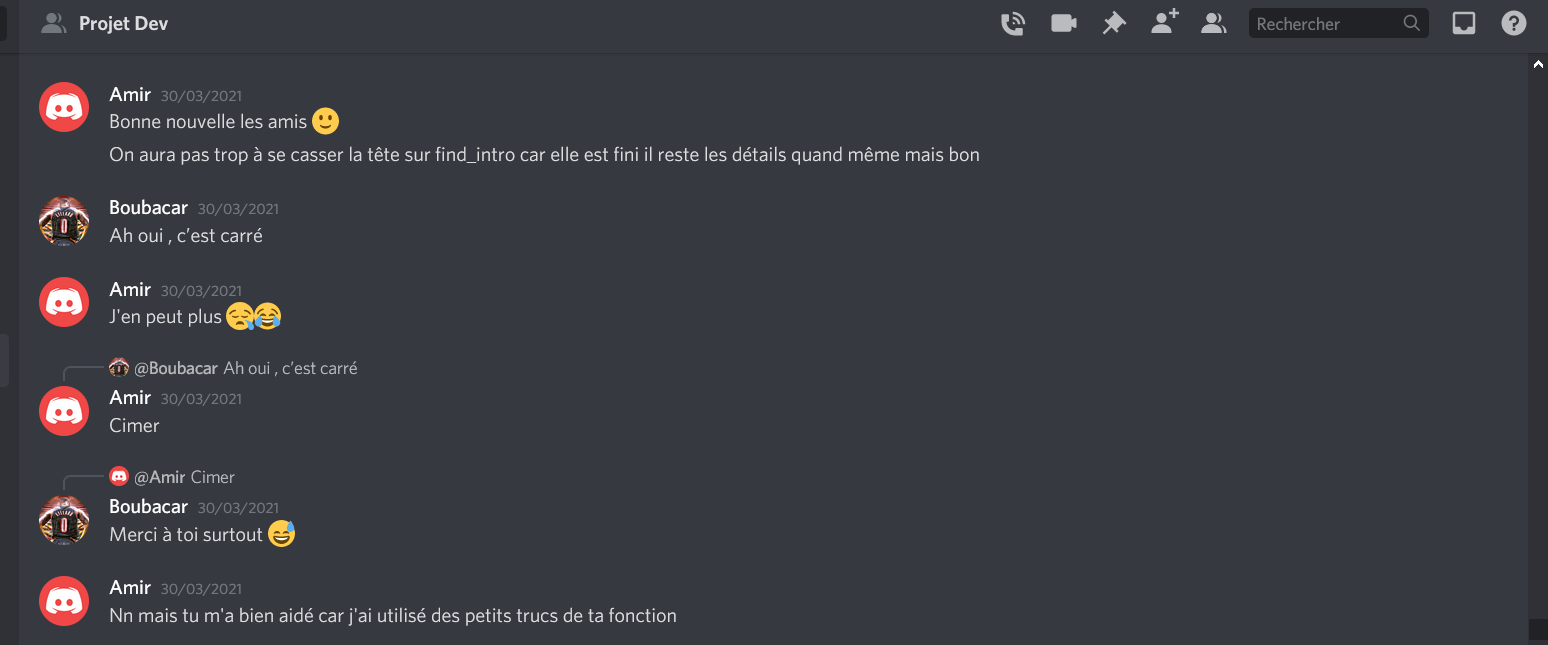 Projet Dev
Rechercher
Amir 30/03/2021
Bonne nouvelle les amis
On aura pas trop à se casser la tête sur find_intro car elle est fini il reste les détails quand même mais bon
Boubacar 30/03/2021
Ah oui , c’est carré
Amir 30/03/2021
J'en peut plus
@Boubacar Ah oui , c’est carré
Amir 30/03/2021
Cimer
@Amir Cimer
Boubacar 30/03/2021
Merci à toi surtout
Amir 30/03/2021
Nn mais tu m'a bien aidé car j'ai utilisé des petits trucs de ta fonction